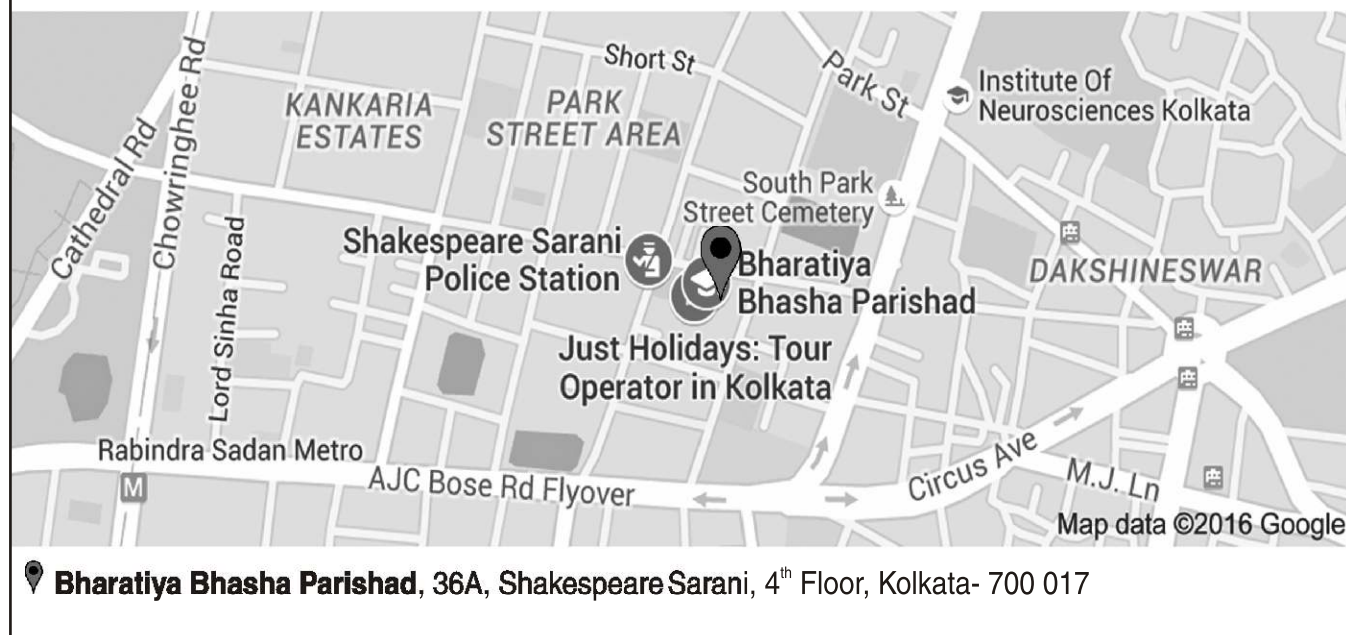 Short St
Park St
Institute Of
Neurosciences Kolkata
KANKARIA
ESTATES
PARK
STREET AREA
Cathedral Rd
Chowringhee Rd
South Park
Street Cemetery
Lord Sinha Road
Shakespeare Sarani
Police Station
Bharatiya
Bhasha Parishad
DAKSHINESWAR
Just Holidays: Tour
Operator in Kolkata
Rabindra Sadan Metro
M
AJC Bose Rd Flyover
Circus Ave
M.J. Ln
Map data ©2016 Google
Bharatiya Bhasha Parishad, 36A, Shakespeare Sarani, 4th Floor, Kolkata- 700 017